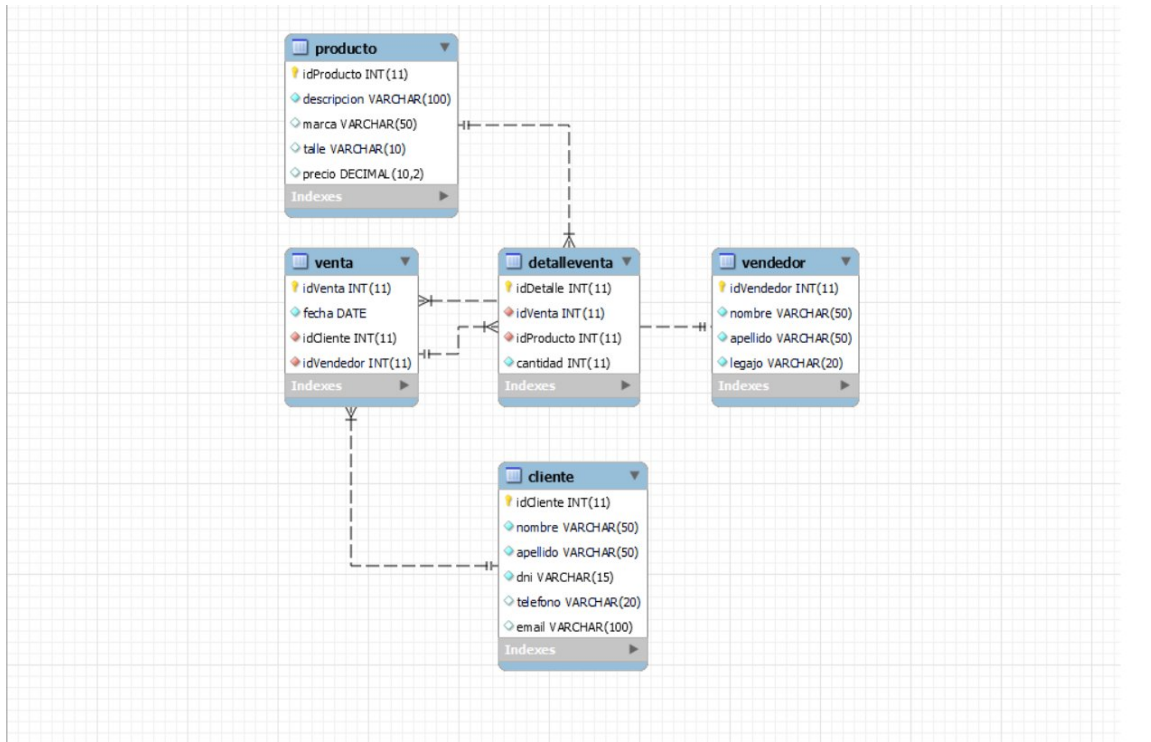 producto
idProducto INT(11)
descripcion VARCHAR(100)
marca VARCHAR(50)
talle VARCHAR(10)
precio DECIMAL(10,2)
Indexes
venta
idVenta INT(11)
fecha DATE
idCliente INT(11)
idVendedor INT(11)
Indexes
detalleventa
idDetalle INT(11)
idVenta INT(11)
idProducto INT(11)
cantidad INT(11)
Indexes
vendedor
idVendedor INT(11)
nombre VARCHAR(50)
apellido VARCHAR(50)
legajo VARCHAR(20)
Indexes
cliente
idCliente INT(11)
nombre VARCHAR(50)
apellido VARCHAR(50)
dni VARCHAR(15)
telefono VARCHAR(20)
email VARCHAR(100)
Indexes